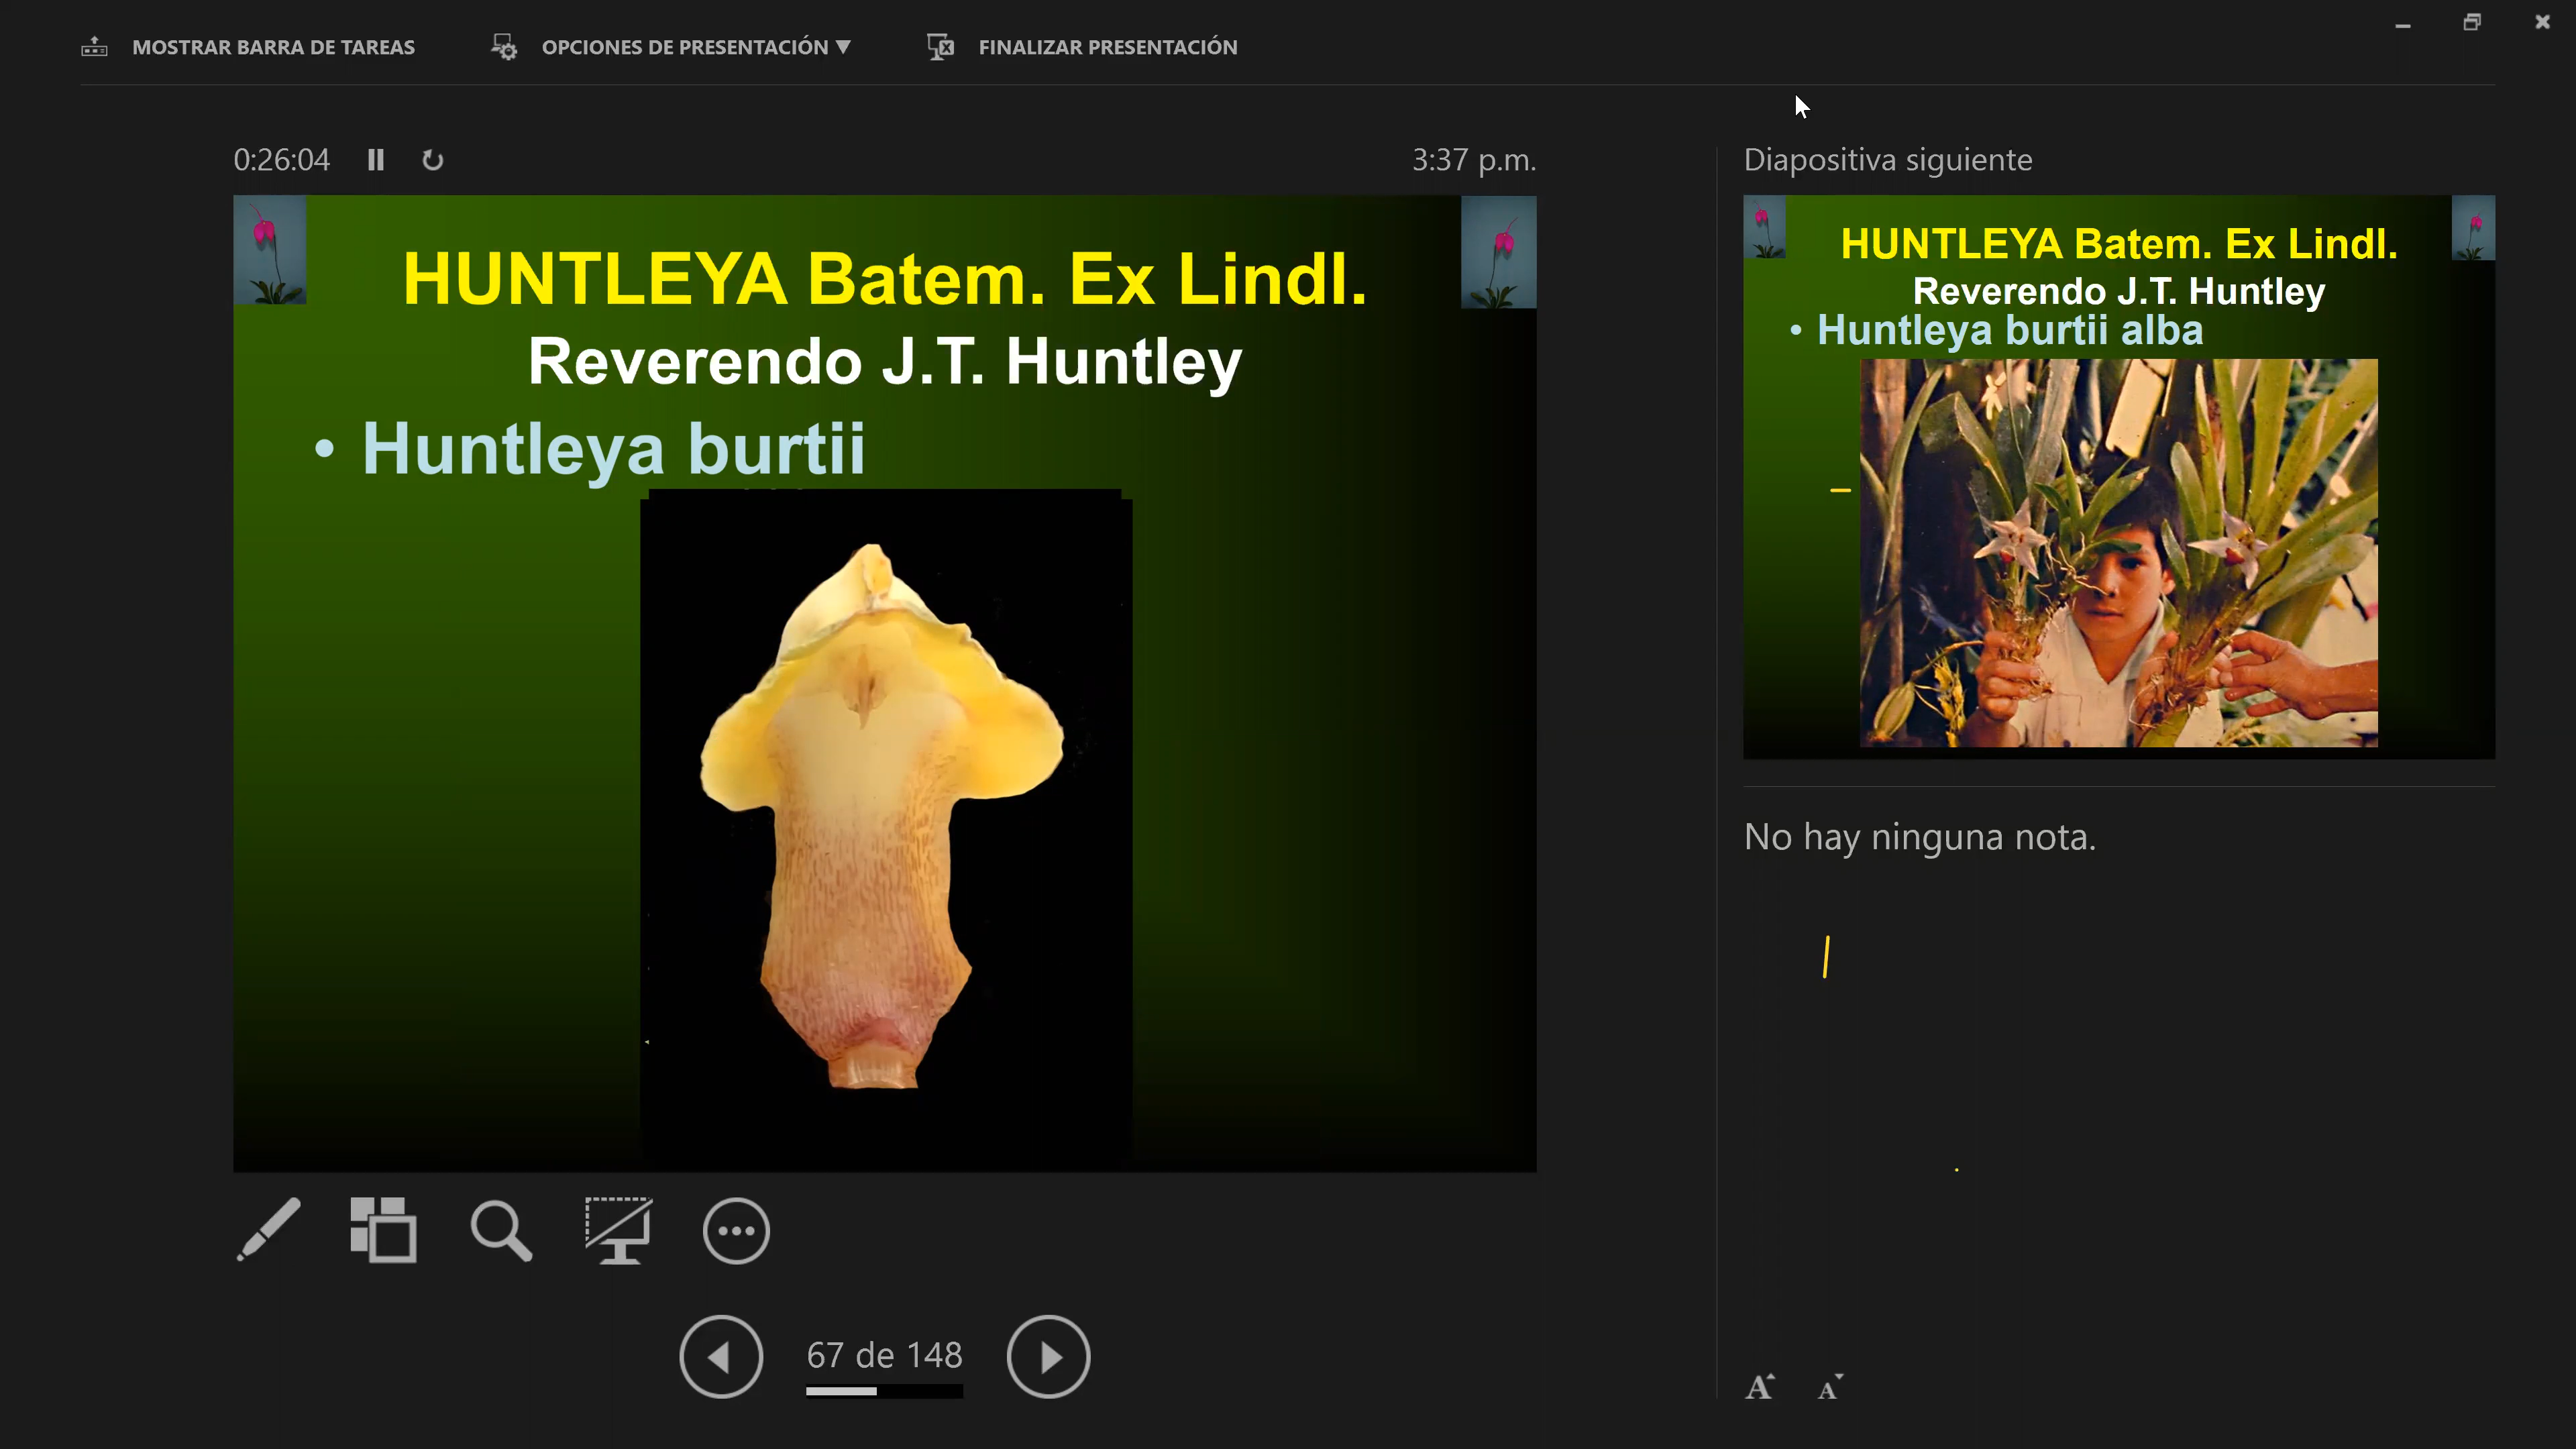 MOSTRAR BARRA DE TAREAS
OPCIONES DE PRESENTACIÓN ▼
FINALIZAR PRESENTACIÓN
0:26:04
3:37 p.m.
HUNTLEYA Batem. Ex Lindl.
Reverendo J.T. Huntley
• Huntleya burtii
67 de 148
Diapositiva siguiente
HUNTLEYA Batem. Ex Lindl.
Reverendo J.T. Huntley
• Huntleya burtii alba
No hay ninguna nota.
A A